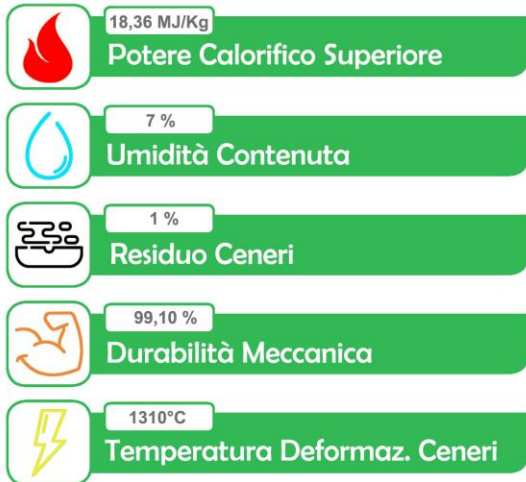 18,36 MJ/Kg
Potere Calorifico Superiore
7 %
Umidità Contenuta
1 %
Residuo Ceneri
99,10 %
Durabilità Meccanica
1310°C
Temperatura Deformaz. Ceneri